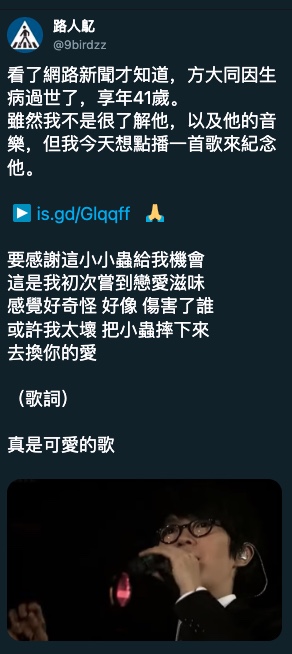 路人髶
@9birdzz
看了網路新聞才知道，方大同因生
病過世了，享年41歲。
雖然我不是很了解他，以及他的音
樂，但我今天想點播一首歌來紀念
他。
▶️ is.gd/Glqqff 🙏
要感謝這小小蟲給我機會
這是我初次嘗到戀愛滋味
感覺好奇怪 好像 傷害了誰
或許我太壞 把小蟲摔下來
去換你的愛
（歌詞）
真是可愛的歌